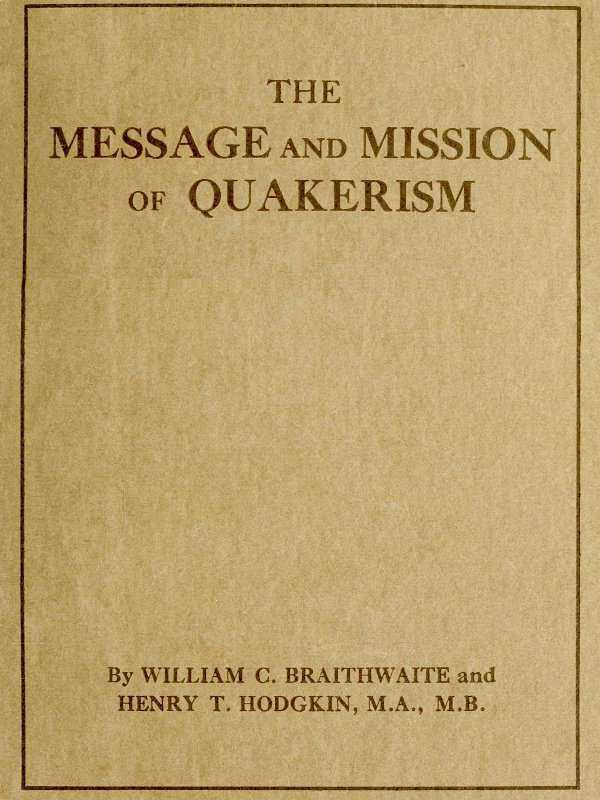 THE
MESSAGE AND MISSION
OF QUAKERISM
By WILLIAM C. BRAITHWAITE and
HENRY T. HODGKIN, M.A., M.B.